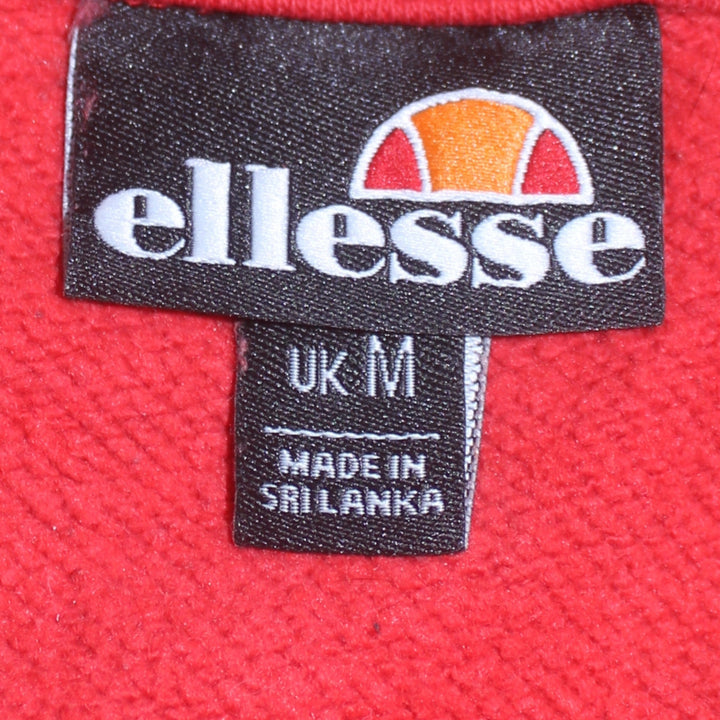 ellesse
UK M
MADE IN
SRI LANKA